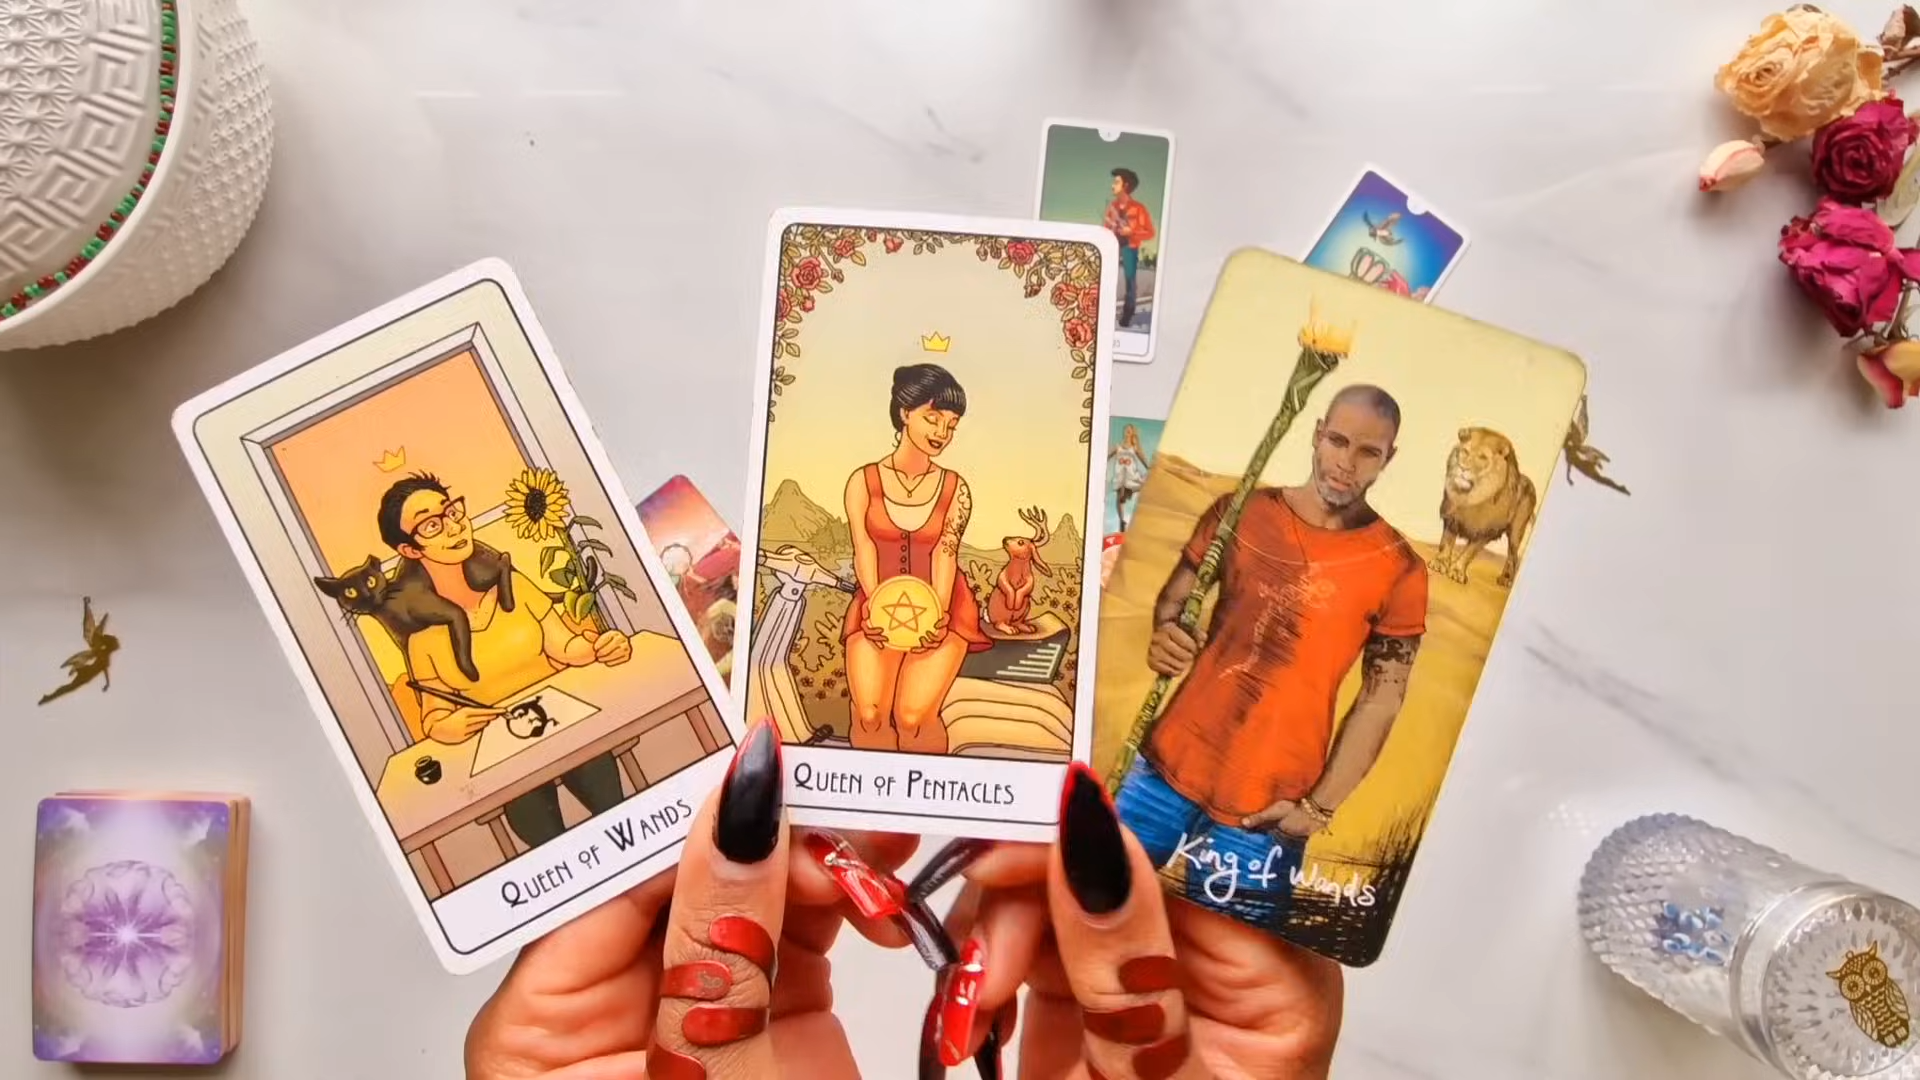 Queen of Wands
Queen of Pentacles
King of Wands